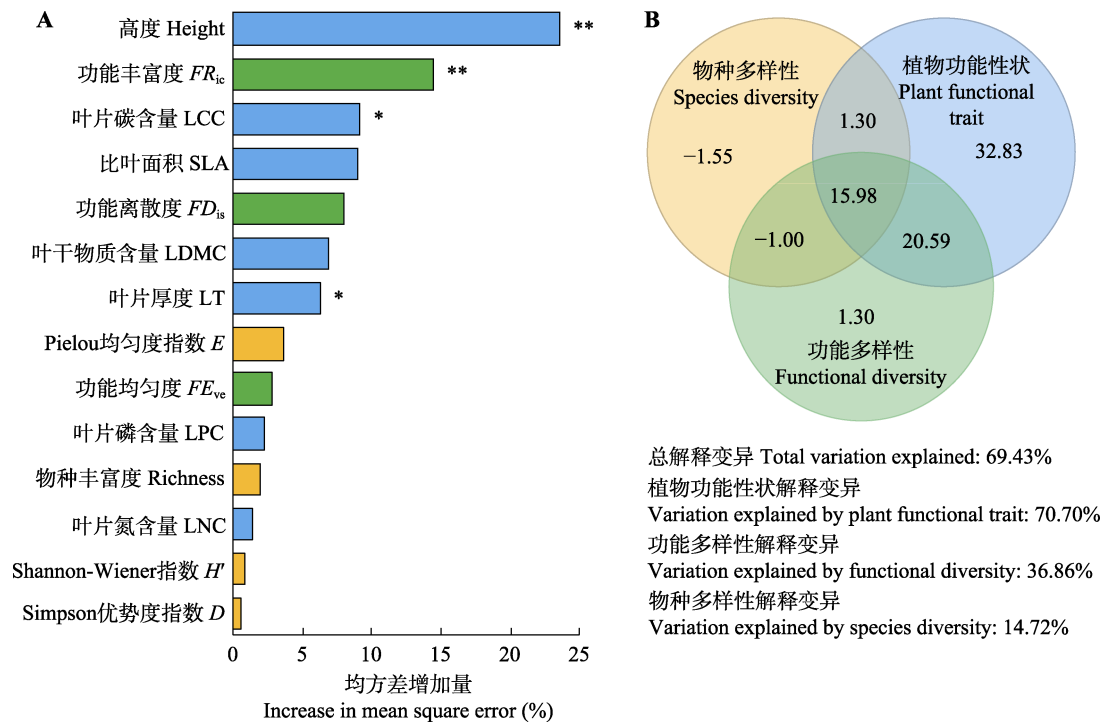 A
高度 Height
**
功能丰富度 FRic
**
叶片碳含量 LCC
*
比叶面积 SLA
功能离散度 FDis
叶干物质含量 LDMC
叶片厚度 LT
*
Pielou均匀度指数 E
功能均匀度 FEve
叶片磷含量 LPC
物种丰富度 Richness
叶片氮含量 LNC
Shannon-Wiener指数 H′
Simpson优势度指数 D
0 5 10 15 20 25
均方差增加量
Increase in mean square error (%)
B
物种多样性
Species diversity
植物功能性状
Plant functional
trait
1.30
−1.55
32.83
15.98
−1.00
20.59
1.30
功能多样性
Functional diversity
总解释变异 Total variation explained: 69.43%
植物功能性状解释变异
Variation explained by plant functional trait: 70.70%
功能多样性解释变异
Variation explained by functional diversity: 36.86%
物种多样性解释变异
Variation explained by species diversity: 14.72%